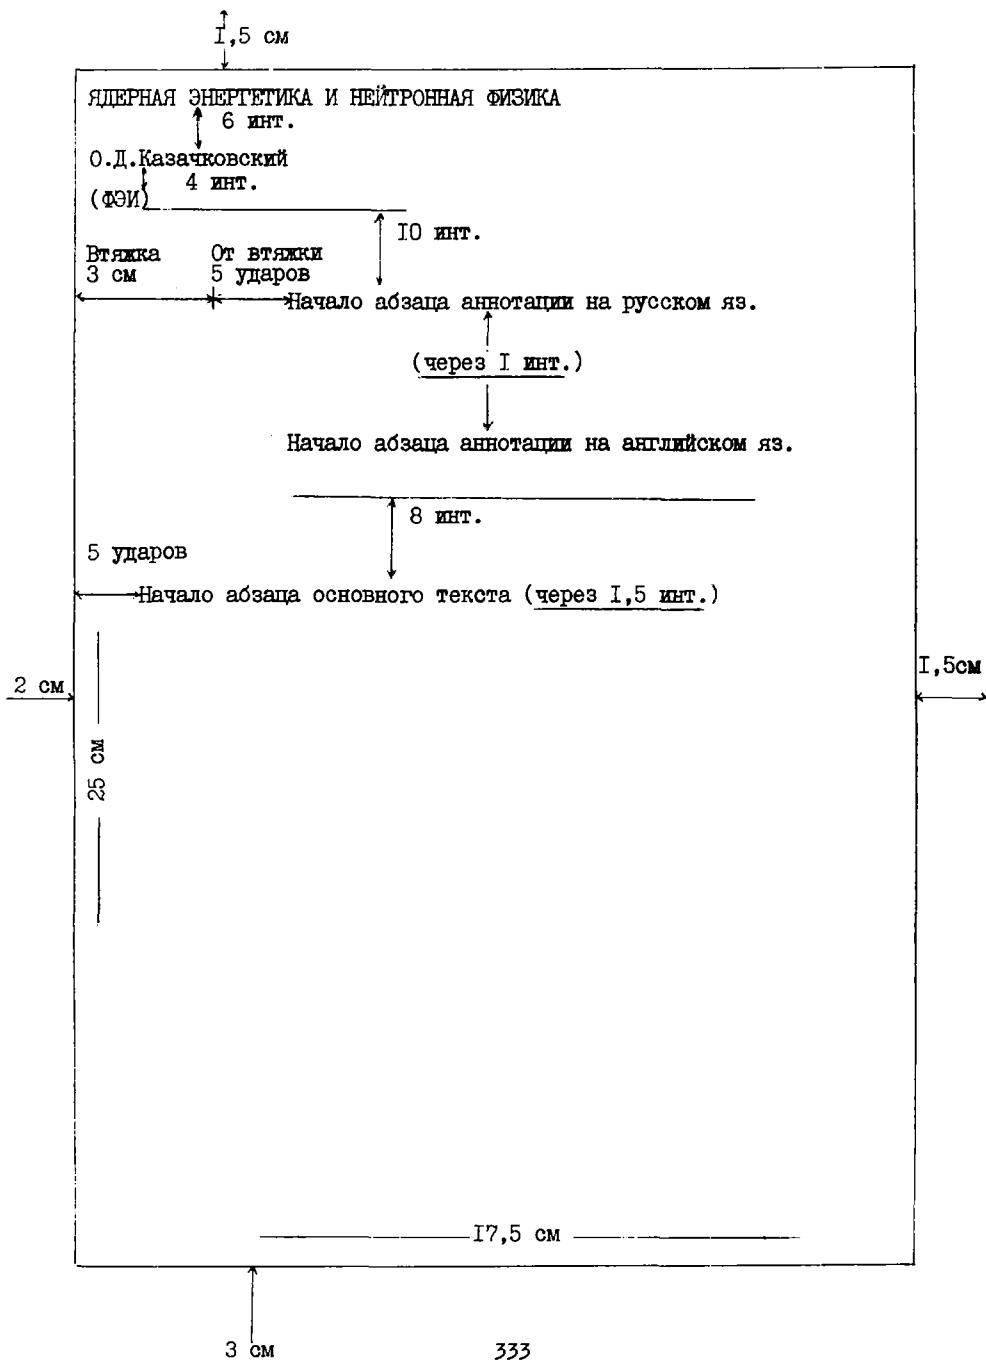 I,5 см
ЯДЕРНАЯ ЭНЕРГЕТИКА И НЕЙТРОННАЯ ФИЗИКА
6 инт.
О.Д.Казачковский
4 инт.
(ФЭИ)
I0 инт.
Втяжка От втяжки
3 см 5 ударов
Начало абзаца аннотации на русском яз.
(через I инт.)
Начало абзаца аннотации на английском яз.
8 инт.
5 ударов
Начало абзаца основного текста (через I,5 инт.)
I,5см
2 см
25 см
I7,5 см
3 см
333